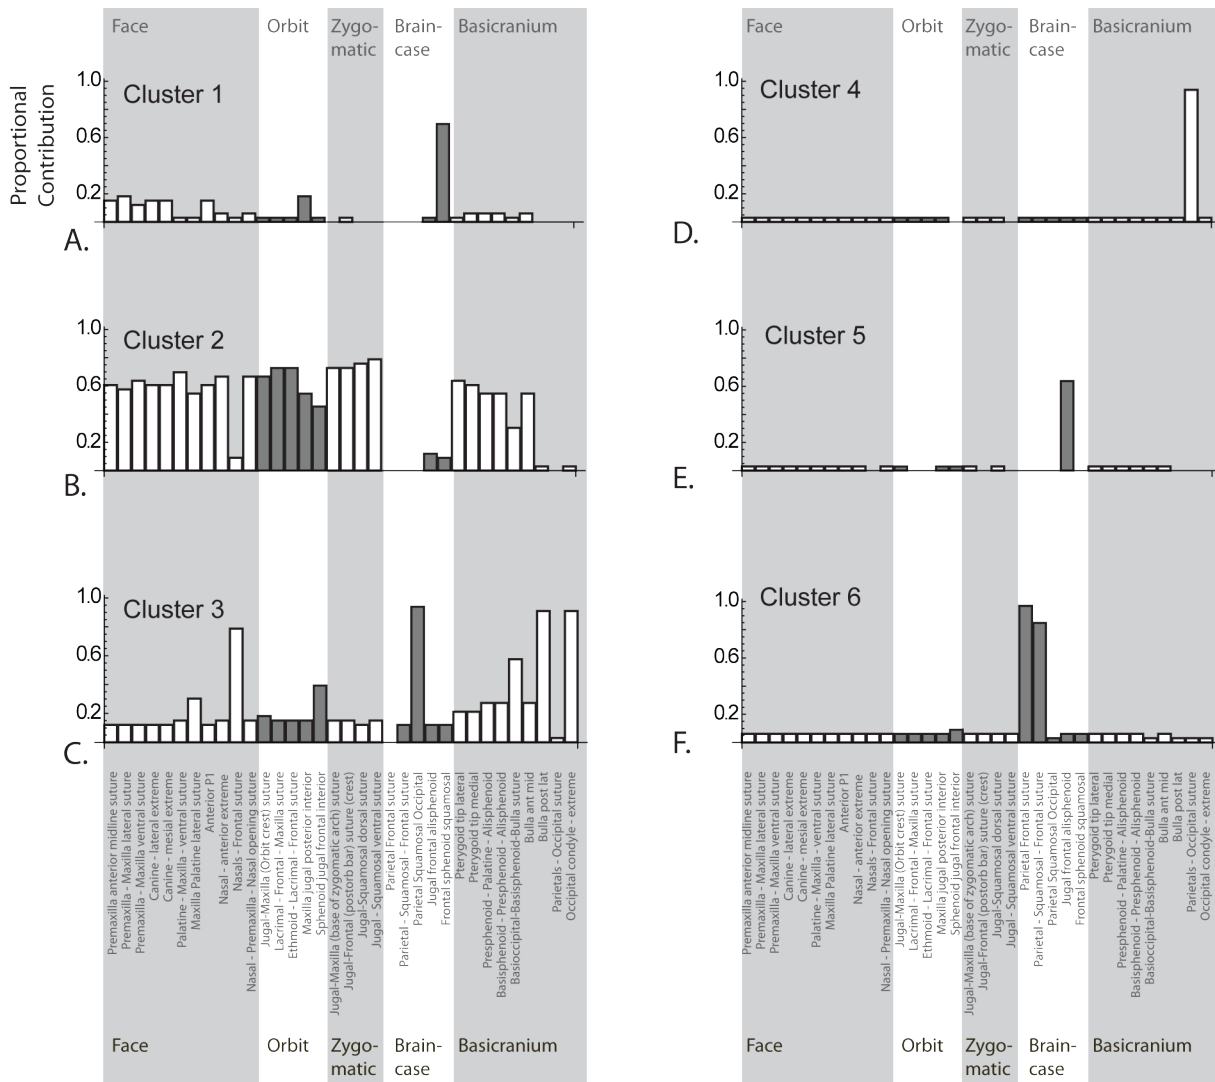 Face
Orbit
Zygo-
matic
Brain-
case
Basicranium
Face
Orbit
Zygo-
matic
Brain-
case
Basicranium
Proportional
Contribution
1.0
0.6
0.2
Cluster 1
A.
1.0
0.6
0.2
Cluster 4
D.
1.0
0.6
0.2
Cluster 2
B.
1.0
0.6
0.2
Cluster 5
E.
1.0
0.6
0.2
Cluster 3
C.
1.0
0.6
0.2
Cluster 6
F.
Premaxilla anterior midline suture
Premaxilla - Maxilla lateral suture
Premaxilla - Maxilla ventral suture
Canine - lateral extreme
Canine - mesial extreme
Palatine - Maxilla - ventral suture
Maxilla Palatine lateral suture
Anterior P1
Nasal - anterior extreme
Nasals - Frontal suture
Nasal - Premaxilla - Nasal opening suture
Jugal-Maxilla (Orbit crest) suture
Lacrimal - Frontal - Maxilla suture
Ethmoid - Lacrimal - Frontal suture
Maxilla jugal posterior interior
Sphenoid jugal frontal interior
Jugal-Maxilla (base of zygomatic arch) suture
Jugal-Frontal (postorb bar) suture (crest)
Jugal-Squamosal dorsal suture
Jugal - Squamosal ventral suture
Parietal Frontal suture
Parietal - Squamosal - Frontal suture
Parietal Squamosal Occipital
Jugal frontal alisphenoid
Frontal sphenoid squamosal
Pterygoid tip lateral
Pterygoid tip medial
Presphenoid - Palatine - Alisphenoid
Basisphenoid - Presphenoid - Alisphenoid
Basioccipital-Basisphenoid-Bulla suture
Bulla ant mid
Bulla post lat
Parietals - Occipital suture
Occipital condyle - extreme
Premaxilla anterior midline suture
Premaxilla - Maxilla lateral suture
Premaxilla - Maxilla ventral suture
Canine - lateral extreme
Canine - mesial extreme
Palatine - Maxilla - ventral suture
Maxilla Palatine lateral suture
Anterior P1
Nasal - anterior extreme
Nasals - Frontal suture
Nasal - Premaxilla - Nasal opening suture
Jugal-Maxilla (Orbit crest) suture
Lacrimal - Frontal - Maxilla suture
Ethmoid - Lacrimal - Frontal suture
Maxilla jugal posterior interior
Sphenoid jugal frontal interior
Jugal-Maxilla (base of zygomatic arch) suture
Jugal-Frontal (postorb bar) suture (crest)
Jugal-Squamosal dorsal suture
Jugal - Squamosal ventral suture
Parietal Frontal suture
Parietal - Squamosal - Frontal suture
Parietal Squamosal Occipital
Jugal frontal alisphenoid
Frontal sphenoid squamosal
Pterygoid tip lateral
Pterygoid tip medial
Presphenoid - Palatine - Alisphenoid
Basisphenoid - Presphenoid - Alisphenoid
Basioccipital-Basisphenoid-Bulla suture
Bulla ant mid
Bulla post lat
Parietals - Occipital suture
Occipital condyle - extreme
Face
Orbit
Zygo-
matic
Brain-
case
Basicranium
Face
Orbit
Zygo-
matic
Brain-
case
Basicranium